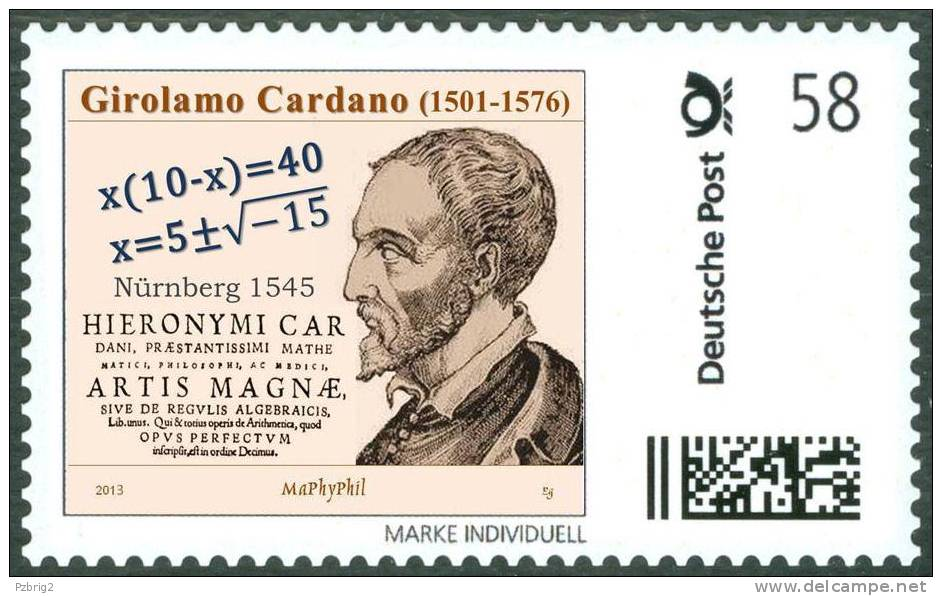 Girolamo Cardano (1501-1576)
x(10-x)=40
x=5±√-15
Nürnberg 1545
HIERONYMI CAR
DANI, PRÆSTANTISSIMI MATHE
MATICI, PHILOSOPHI, AC MEDICI,
ARTIS MAGNÆ,
SIVE DE REGVLIS ALGEBRAICIS,
Lib. unus. Qui & totius operis de Arithmetica, quod
OPVS PERFECTVM
inscripsit, est in ordine Decimus.
2013
MaPhyPhil
Ej
MARKE INDIVIDUELL
Deutsche Post
58
Pzbrig2
www.delcampe.net